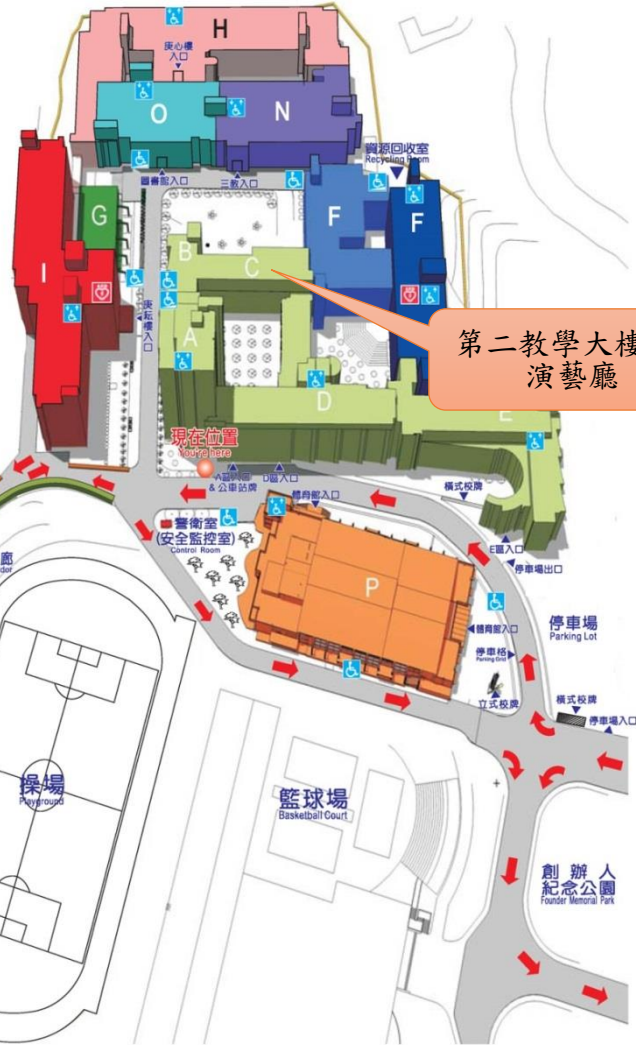 H
庚心樓
入口
O
N
資源回收室
Recycling Room
圖書館入口
三教入口
G
F
F
I
B
C
庚耘樓入口
A
第二教學大樓
演藝廳
D
E
現在位置
You're here
A區入口
&公車站牌
D區入口
體育館入口
橫式校牌
警衛室
(安全監控室)
Control Room
E區入口
停車場出口
廊
P
停車場
Parking Lot
體育館入口
停車格
Parking Grid
立式校牌
橫式校牌
停車場入口
操場
Playground
籃球場
Basketball Court
創辦人
紀念公園
Founder Memorial Park